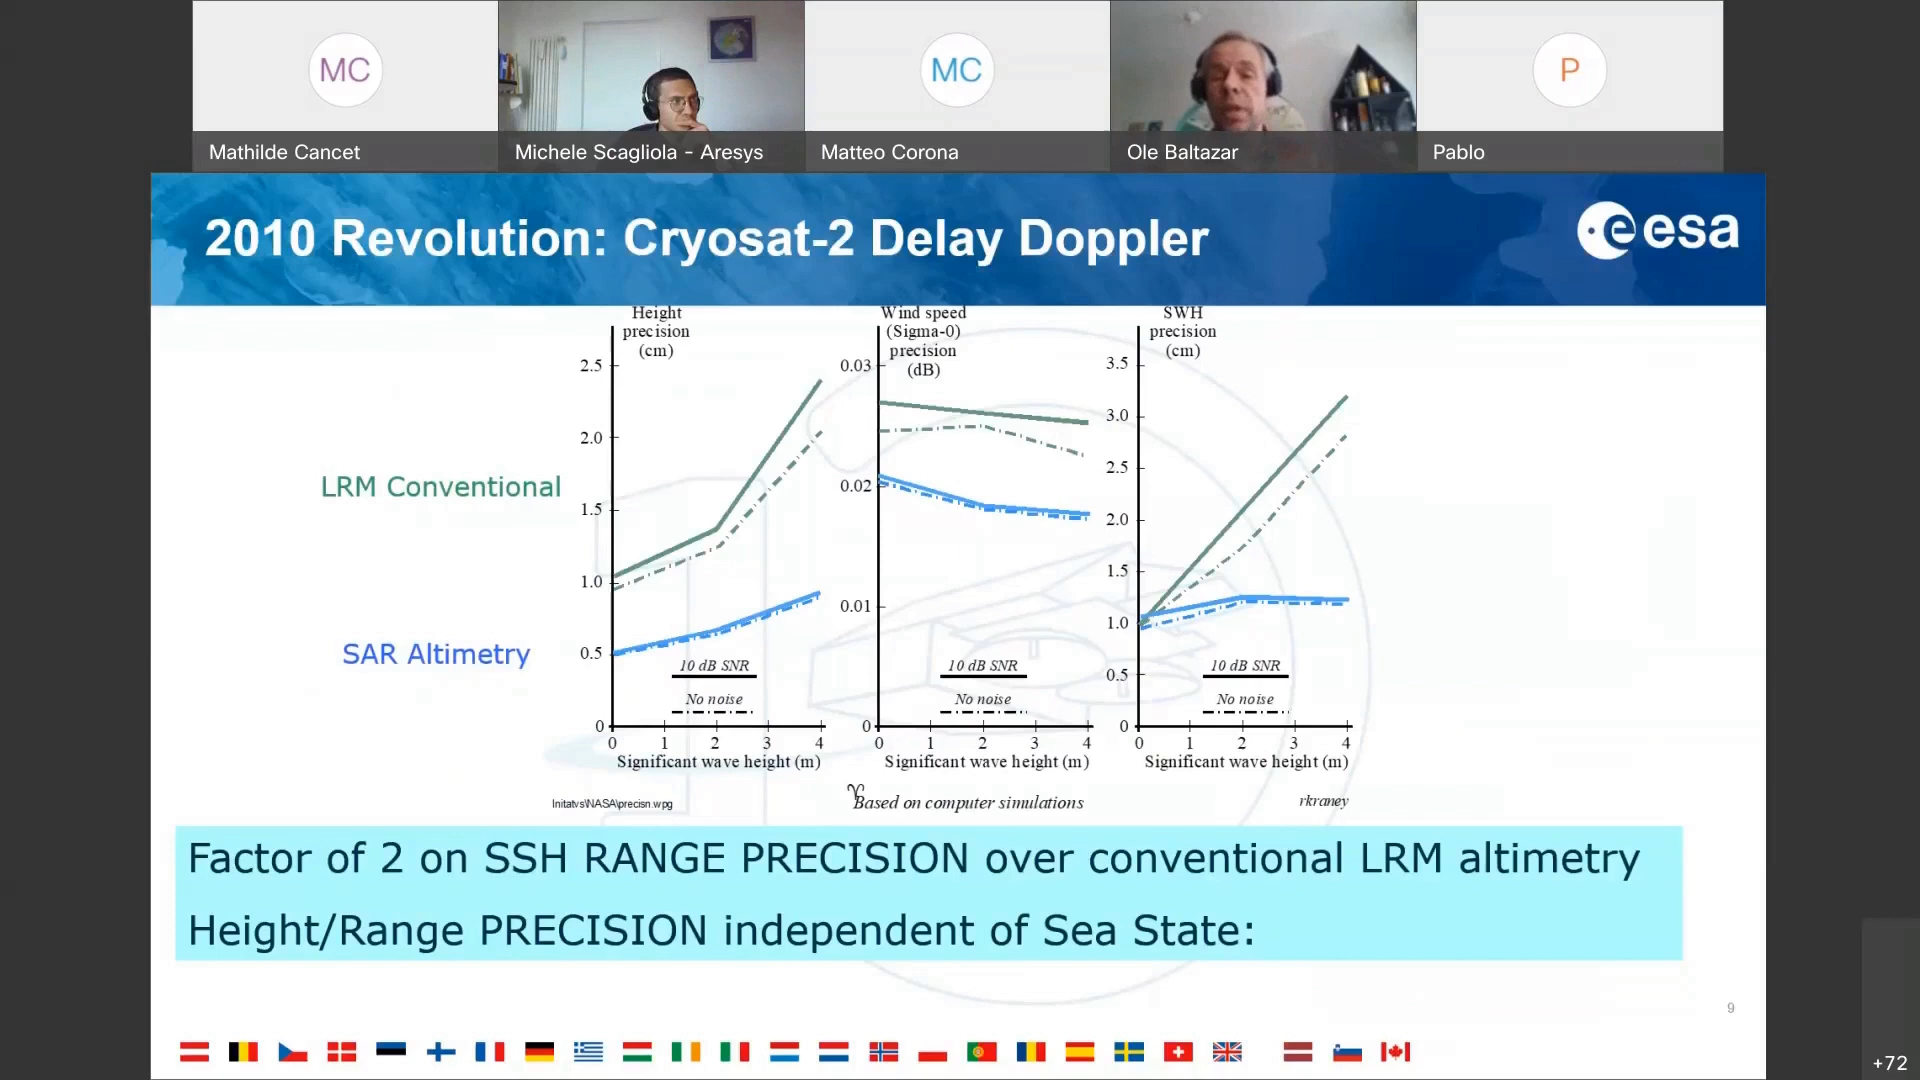 MC
MC
P
Mathilde Cancet
Michele Scagliola - Aresys
Matteo Corona
Ole Baltazar
Pablo
2010 Revolution: Cryosat-2 Delay Doppler
esa
LRM Conventional
SAR Altimetry
Height
precision
(cm)
2.5
2.0
1.5
1.0
0.5
0
10 dB SNR
No noise
0 1 2 3 4
Significant wave height (m)
Wind speed
(Sigma-0)
precision
(dB)
0.03
0.02
0.01
0
10 dB SNR
No noise
0 1 2 3 4
Significant wave height (m)
SWH
precision
(cm)
3.5
3.0
2.5
2.0
1.5
1.0
0.5
0
10 dB SNR
No noise
0 1 2 3 4
Significant wave height (m)
Initatvs\NASA\precisn.wpg
Based on computer simulations
rkraney
Factor of 2 on SSH RANGE PRECISION over conventional LRM altimetry
Height/Range PRECISION independent of Sea State:
9
+72